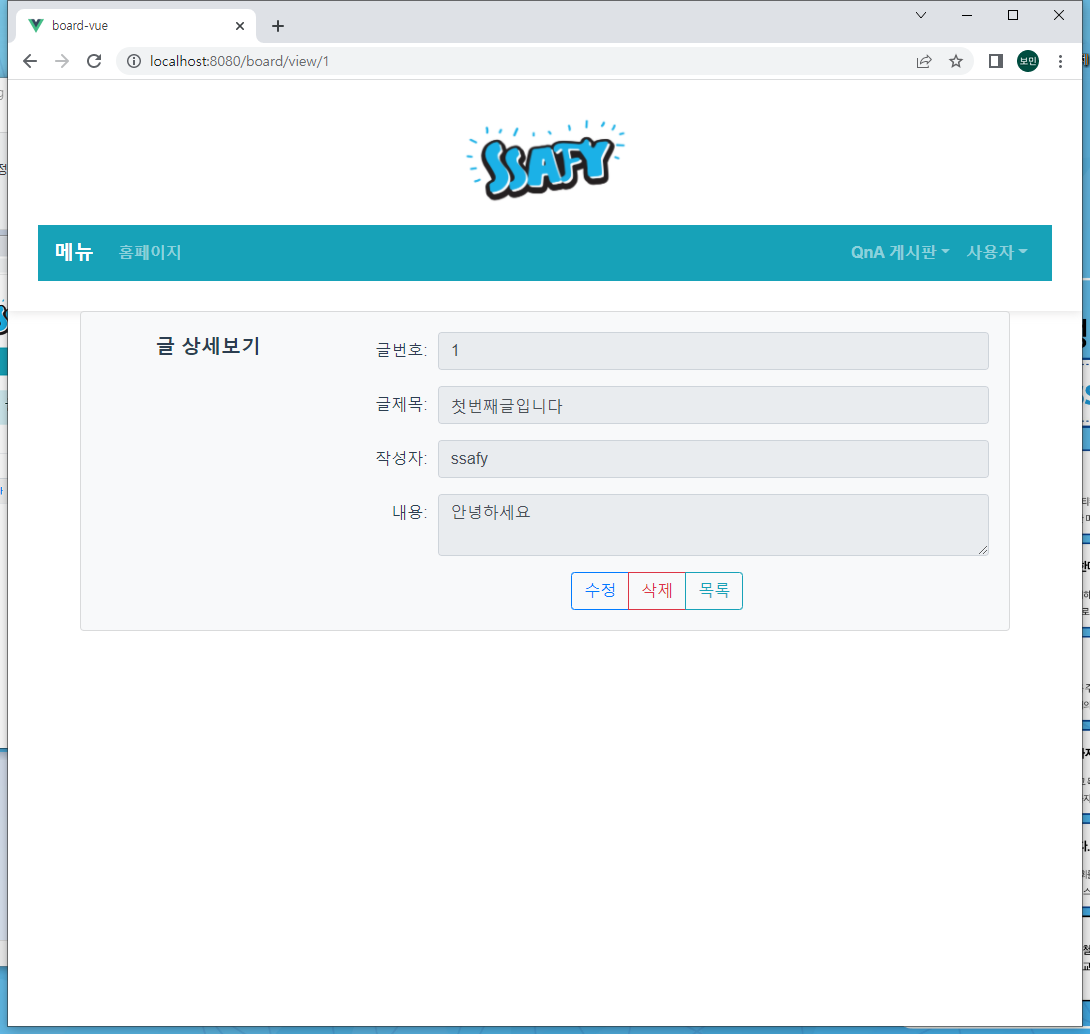 board-vue
localhost:8080/board/view/1
보민
SSAFY
메뉴 홈페이지 QnA 게시판 사용자
글 상세보기
글번호: 1
글제목: 첫번째글입니다
작성자: ssafy
내용: 안녕하세요
수정 삭제 목록